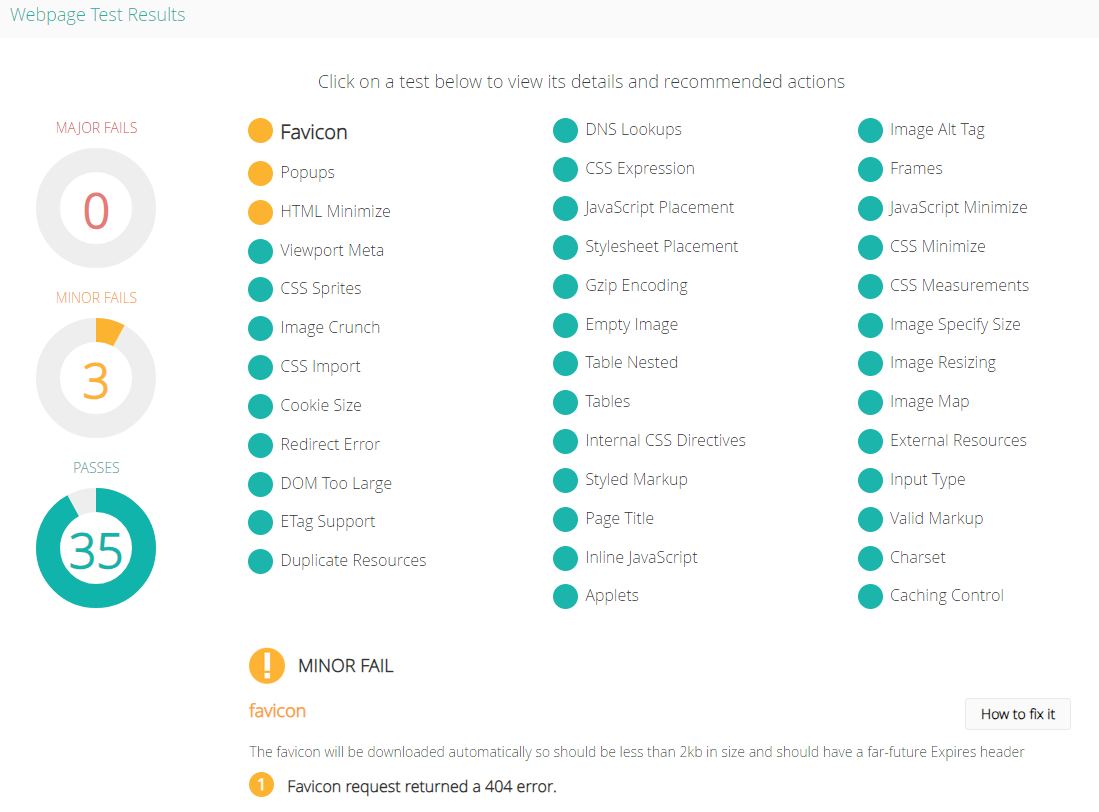 Webpage Test Results
Click on a test below to view its details and recommended actions
MAJOR FAILS
0
MINOR FAILS
3
PASSES
35
Favicon
Popups
HTML Minimize
Viewport Meta
CSS Sprites
Image Crunch
CSS Import
Cookie Size
Redirect Error
DOM Too Large
ETag Support
Duplicate Resources
DNS Lookups
CSS Expression
JavaScript Placement
Stylesheet Placement
Gzip Encoding
Empty Image
Table Nested
Tables
Internal CSS Directives
Styled Markup
Page Title
Inline JavaScript
Applets
Image Alt Tag
Frames
JavaScript Minimize
CSS Minimize
CSS Measurements
Image Specify Size
Image Resizing
Image Map
External Resources
Input Type
Valid Markup
Charset
Caching Control
! MINOR FAIL
favicon
How to fix it
The favicon will be downloaded automatically so should be less than 2kb in size and should have a far-future Expires header
1 Favicon request returned a 404 error.